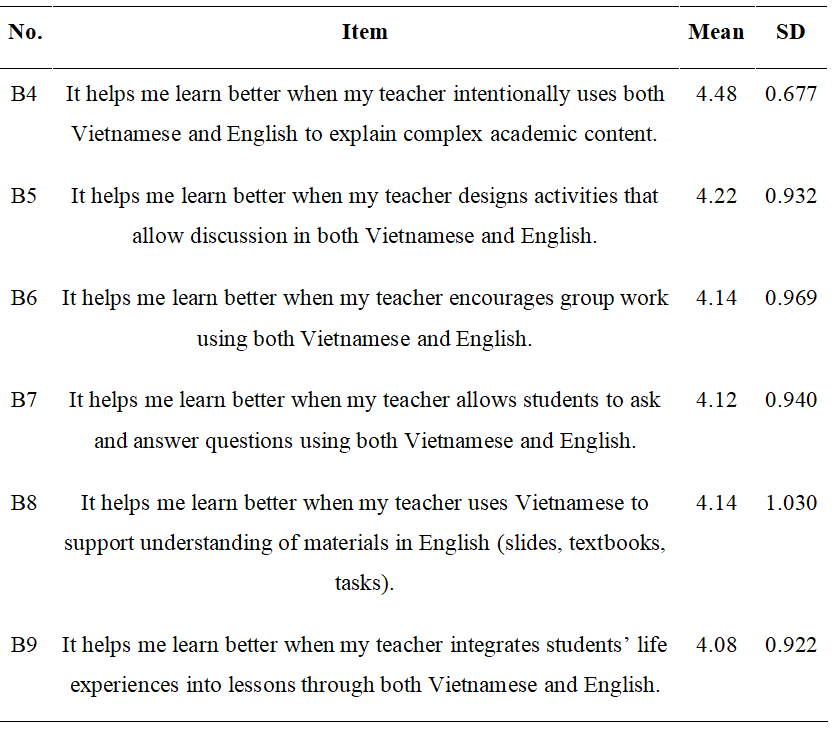 No. Item Mean SD
B4 It helps me learn better when my teacher intentionally uses both 4.48 0.677
Vietnamese and English to explain complex academic content.
B5 It helps me learn better when my teacher designs activities that 4.22 0.932
allow discussion in both Vietnamese and English.
B6 It helps me learn better when my teacher encourages group work 4.14 0.969
using both Vietnamese and English.
B7 It helps me learn better when my teacher allows students to ask 4.12 0.940
and answer questions using both Vietnamese and English.
B8 It helps me learn better when my teacher uses Vietnamese to 4.14 1.030
support understanding of materials in English (slides, textbooks,
tasks).
B9 It helps me learn better when my teacher integrates students’ life 4.08 0.922
experiences into lessons through both Vietnamese and English.